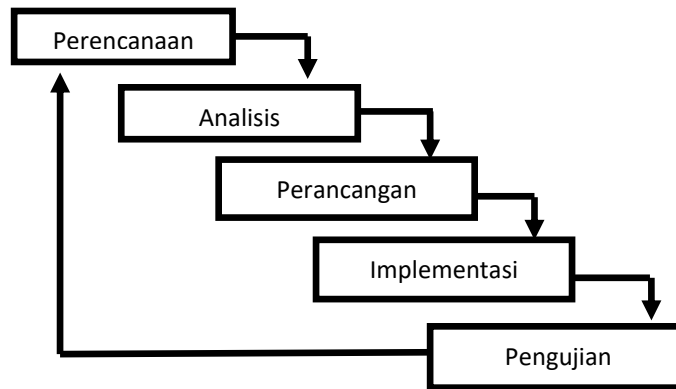 Perencanaan
Analisis
Perancangan
Implementasi
Pengujian